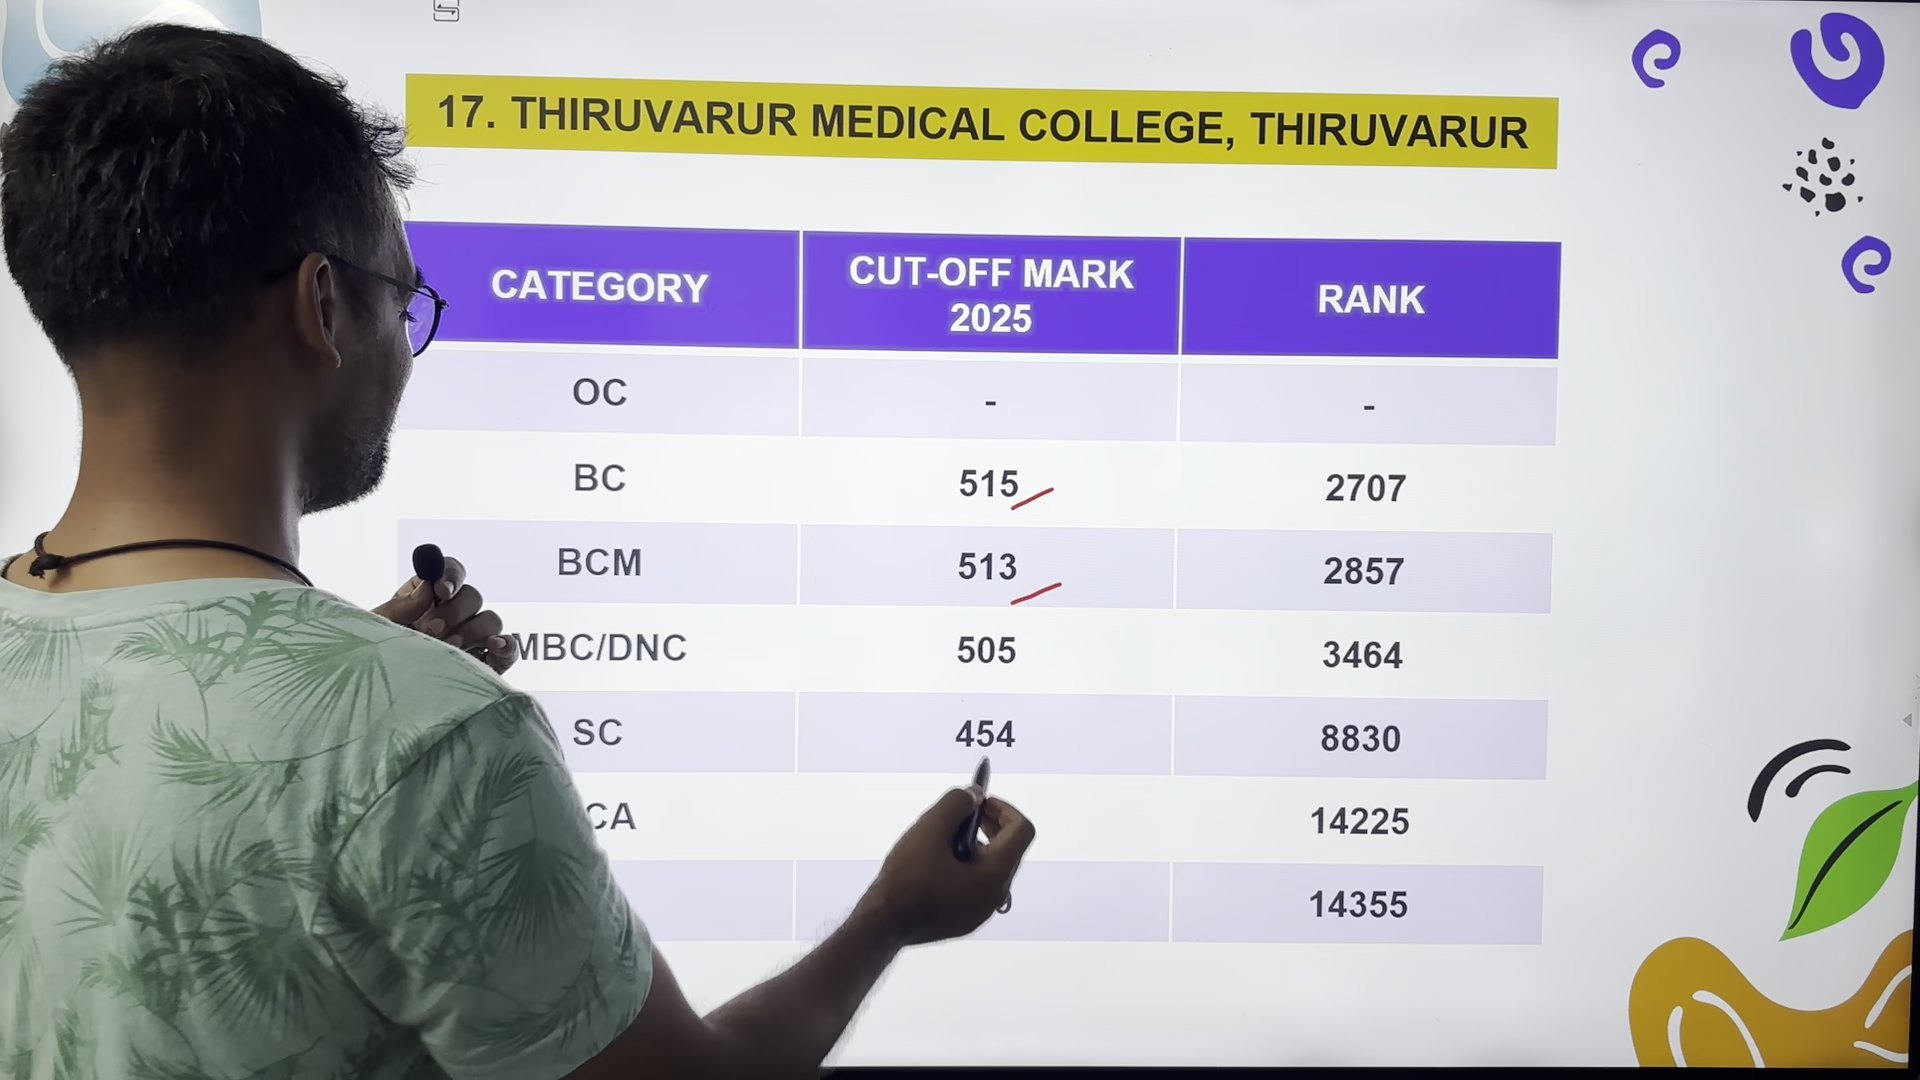 17. THIRUVARUR MEDICAL COLLEGE, THIRUVARUR
CATEGORY CUT-OFF MARK 2025 RANK
OC - -
BC 515 2707
BCM 513 2857
MBC/DNC 505 3464
SC 454 8830
CA 14225
14355